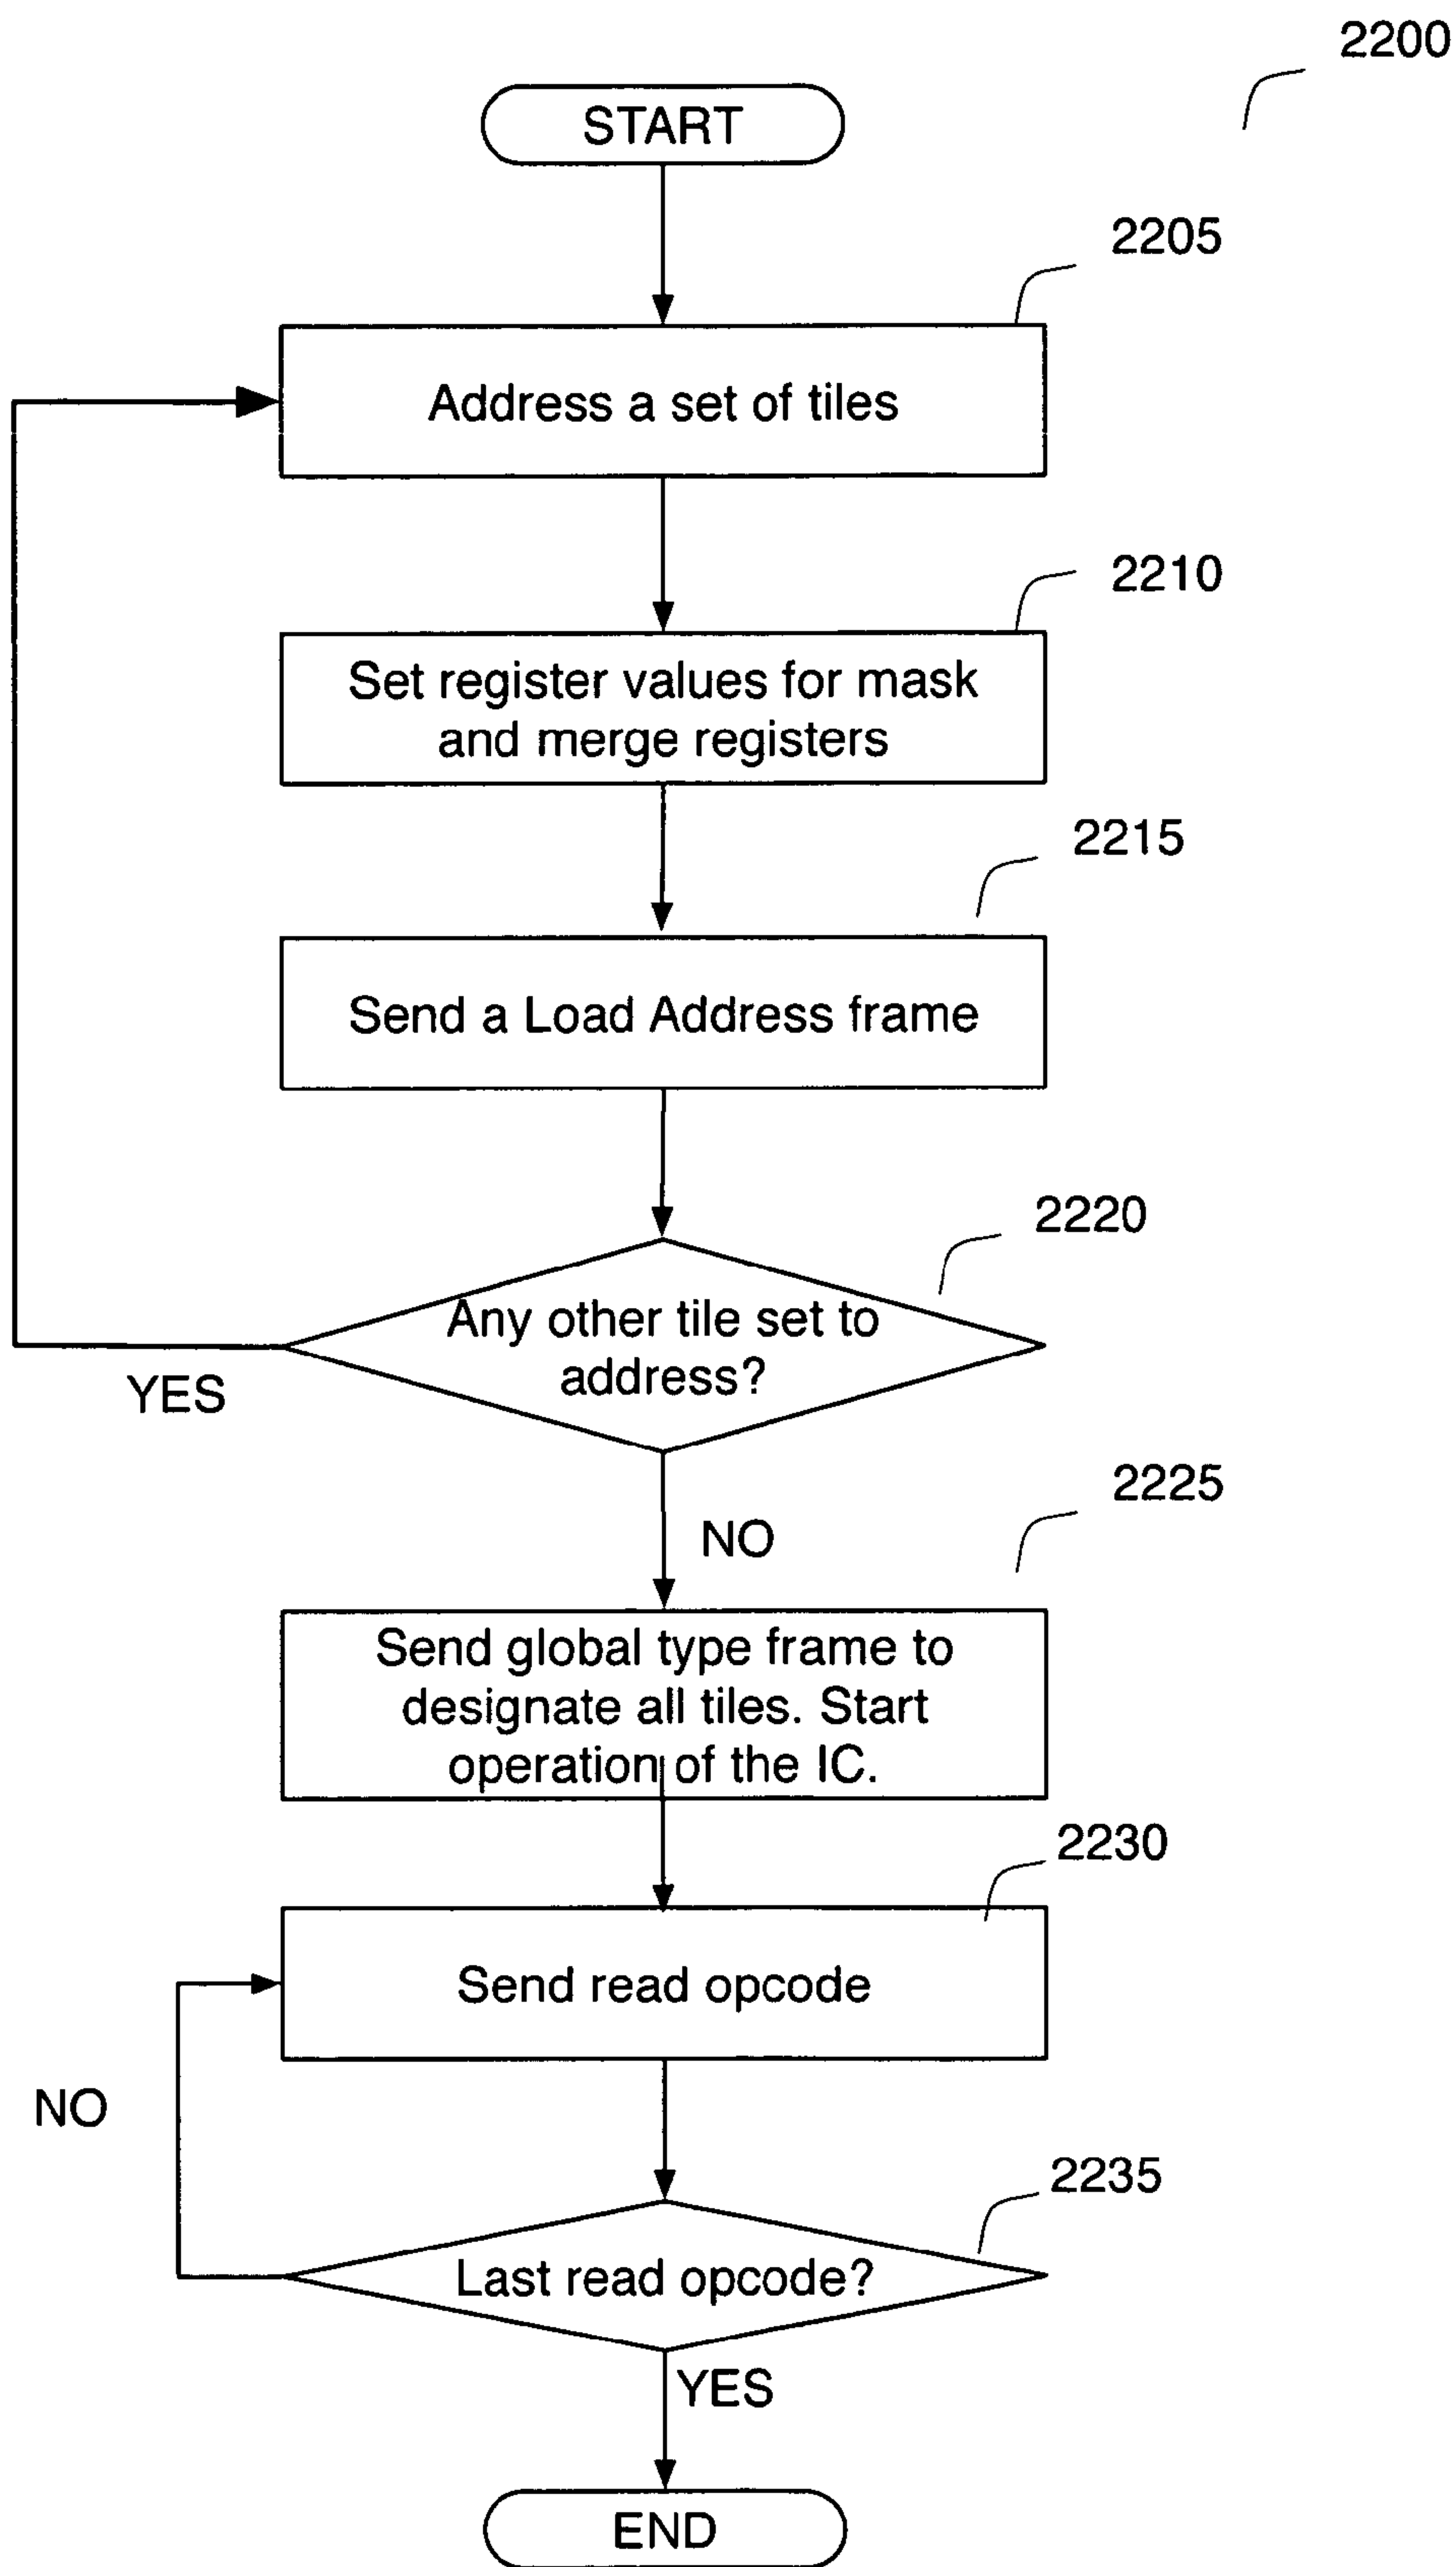 2200
START
2205
Address a set of tiles
2210
Set register values for mask
and merge registers
2215
Send a Load Address frame
2220
Any other tile set to
address?
YES
NO
2225
Send global type frame to
designate all tiles. Start
operation of the IC.
2230
Send read opcode
NO
2235
Last read opcode?
YES
END